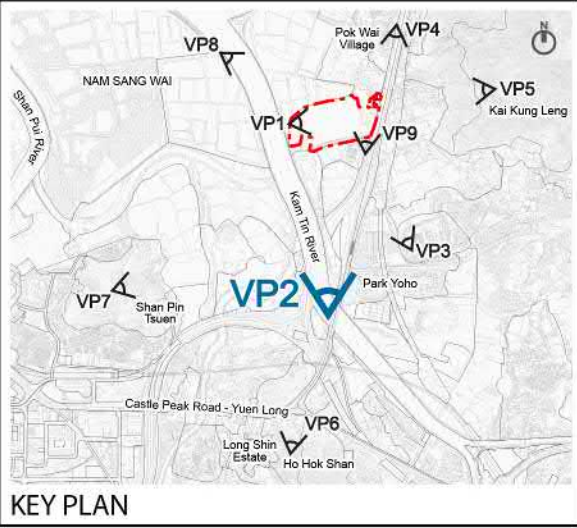 N
Pok Wai
Village
VP4
VP8
NAM SANG WAI
VP5
Kai Kung Leng
VP1
VP9
Shan Pui River
Kam Tin River
VP3
VP2
Park Yoho
VP7
Shan Pin
Tsuen
Castle Peak Road - Yuen Long
VP6
Long Shin
Estate
Ho Hok Shan
KEY PLAN